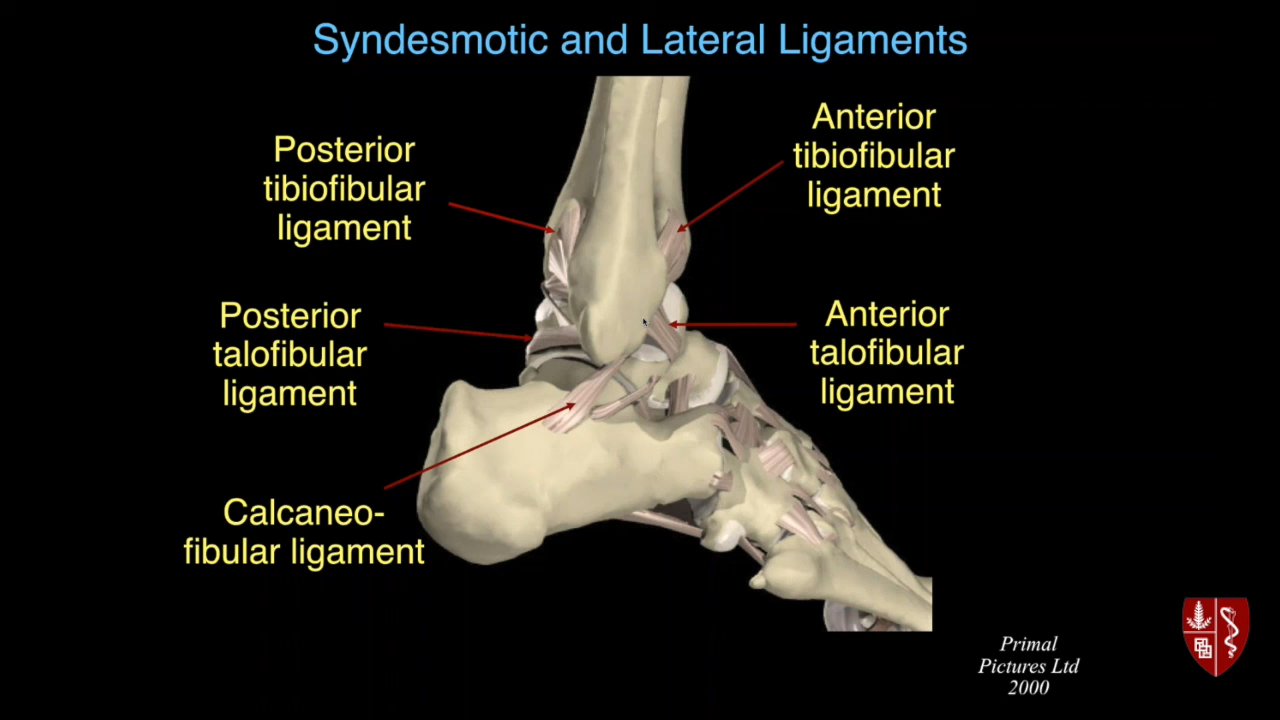 Syndesmotic and Lateral Ligaments
Posterior
tibiofibular
ligament
Anterior
tibiofibular
ligament
Posterior
talofibular
ligament
Anterior
talofibular
ligament
Calcaneo-
fibular ligament
Primal
Pictures Ltd
2000